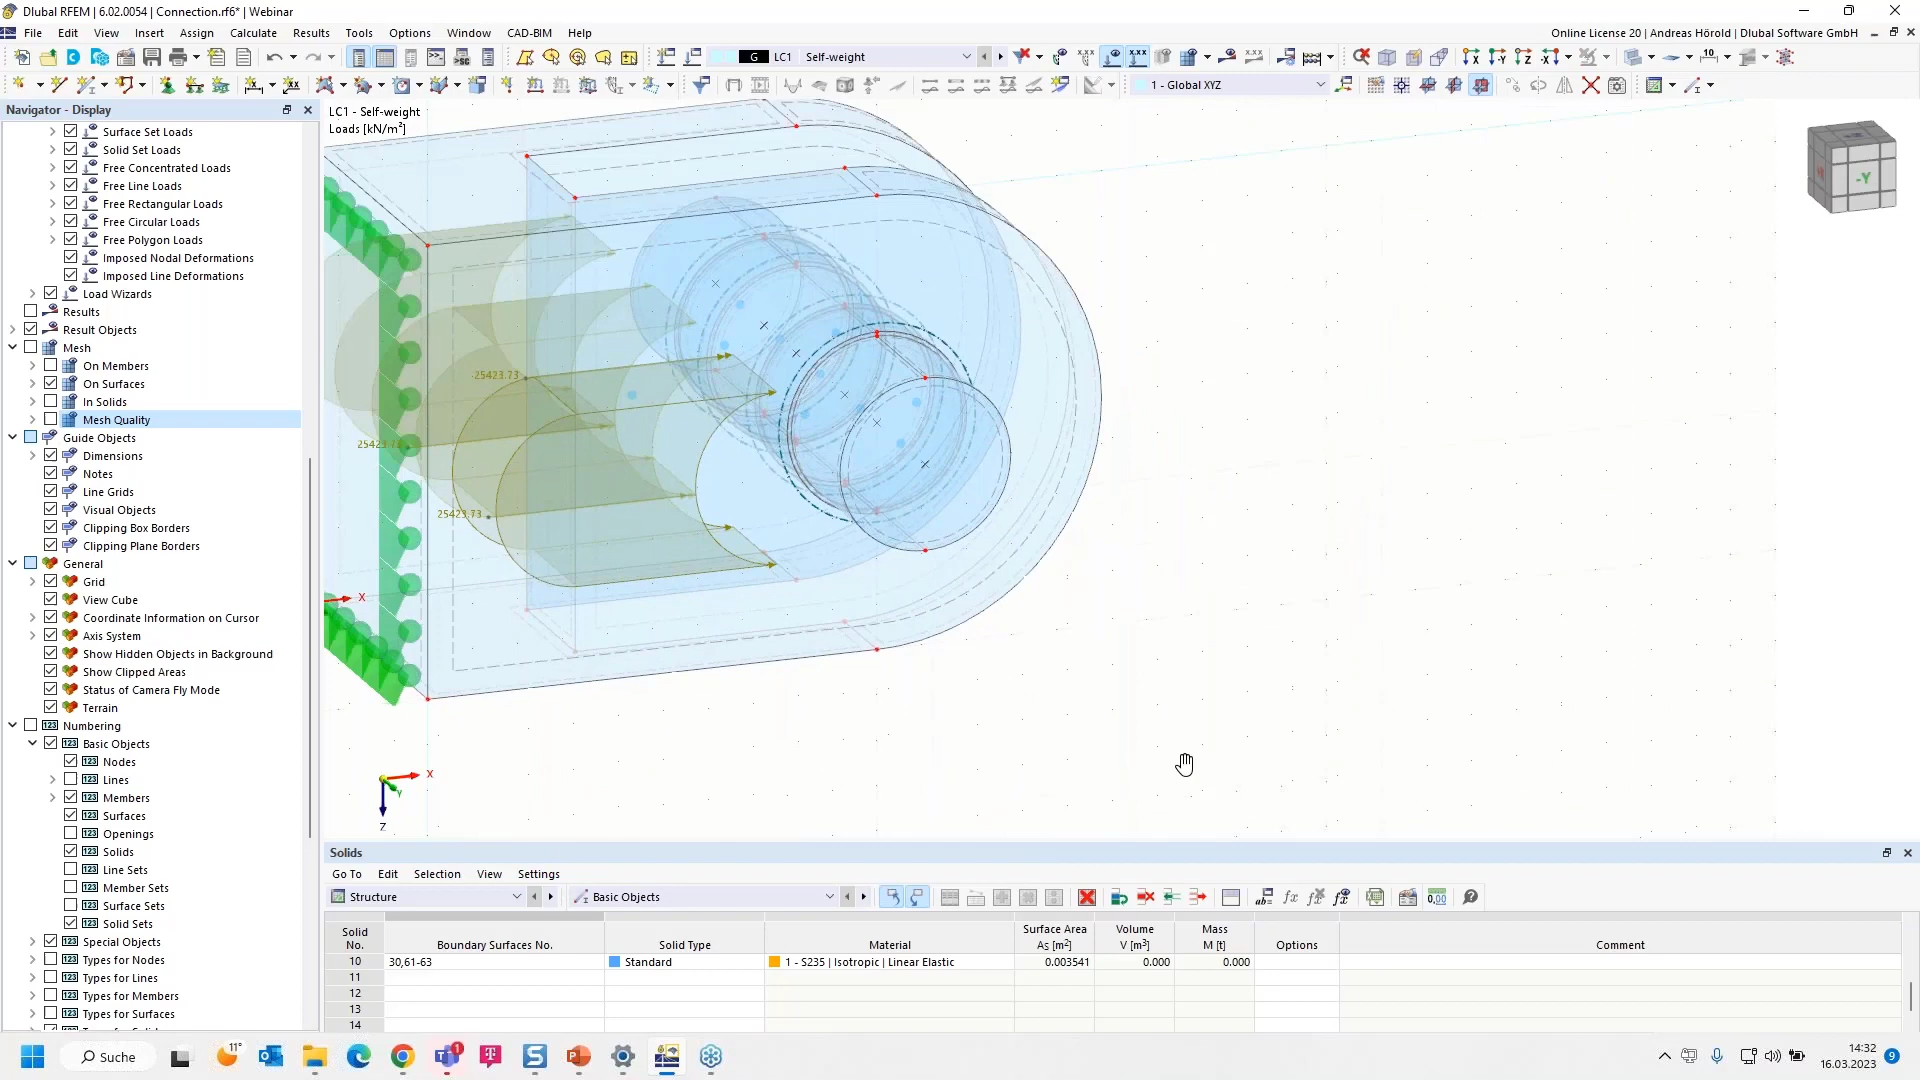 Dlubal RFEM | 6.02.0054 | Connection.rf6* | Webinar
File Edit View Insert Assign Calculate Results Tools Options Window CAD-BIM Help
Online License 20 | Andreas Hörold | Dlubal Software GmbH
G LC1 Self-weight
1 - Global XYZ
Navigator - Display
Surface Set Loads
Solid Set Loads
Free Concentrated Loads
Free Line Loads
Free Rectangular Loads
Free Circular Loads
Free Polygon Loads
Imposed Nodal Deformations
Imposed Line Deformations
Load Wizards
Results
Result Objects
Mesh
On Members
On Surfaces
In Solids
Mesh Quality
Guide Objects
Dimensions
Notes
Line Grids
Visual Objects
Clipping Box Borders
Clipping Plane Borders
General
Grid
View Cube
Coordinate Information on Cursor
Axis System
Show Hidden Objects in Background
Show Clipped Areas
Status of Camera Fly Mode
Terrain
Numbering
Basic Objects
Nodes
Lines
Members
Surfaces
Openings
Solids
Line Sets
Member Sets
Surface Sets
Solid Sets
Special Objects
Types for Nodes
Types for Lines
Types for Members
Types for Surfaces
LC1 - Self-weight
Loads [kN/m²]
-Y
25423.73
25423.73
25423.73
X
X
Y
Z
Solids
Go To Edit Selection View Settings
Structure Basic Objects
Solid No. Boundary Surfaces No. Solid Type Material Surface Area As [m²] Volume V [m³] Mass M [t] Options Comment
10 30,61-63 Standard 1 - S235 | Isotropic | Linear Elastic 0.003541 0.000 0.000
11
12
13
14
11°
Suche
1
14:32
16.03.2023
9